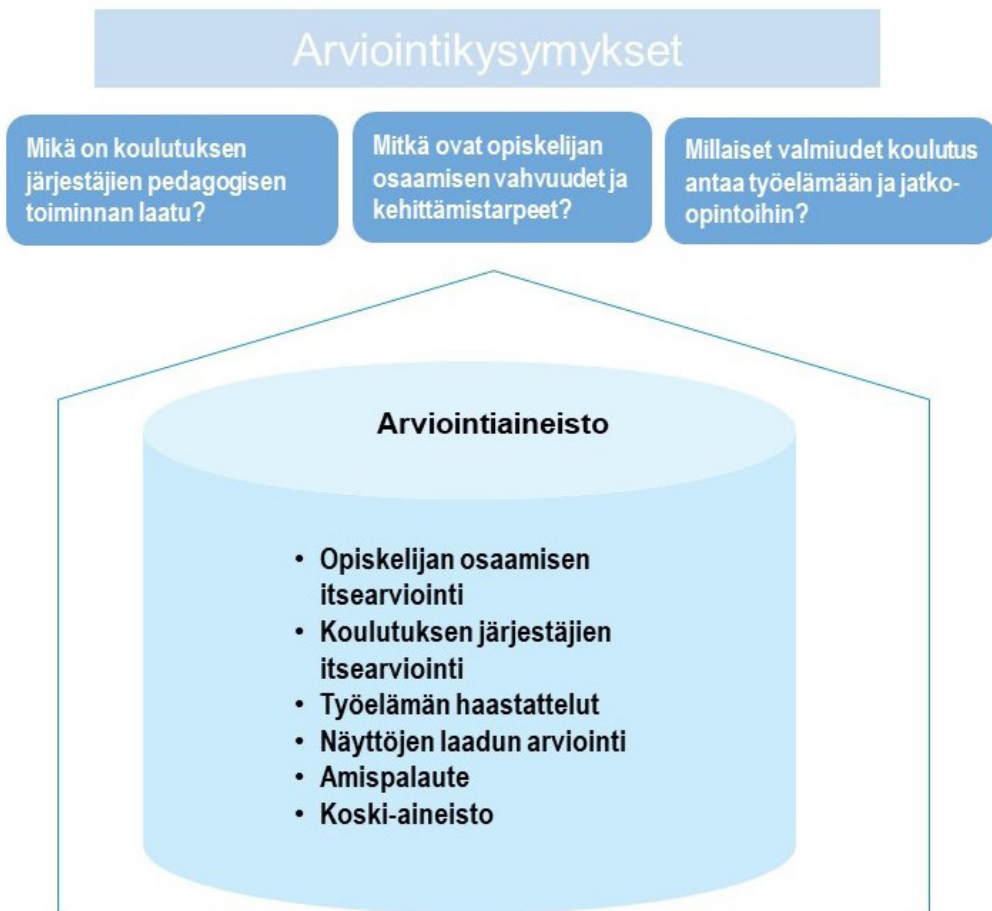 Arviointikysymykset
Mikä on koulutuksen
järjestäjien pedagogisen
toiminnan laatu?
Mitkä ovat opiskelijan
osaamisen vahvuudet ja
kehittämistarpeet?
Millaiset valmiudet koulutus
antaa työelämään ja jatko-
opintoihin?
Arviointiaineisto
• Opiskelijan osaamisen
itsearviointi
• Koulutuksen järjestäjien
itsearviointi
• Työelämän haastattelut
• Näyttöjen laadun arviointi
• Amispalaute
• Koski-aineisto